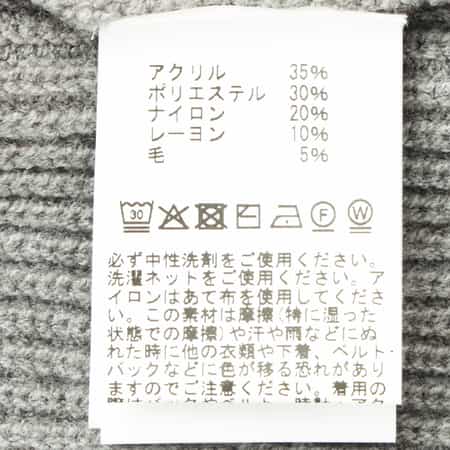 アクリル 35%
ポリエステル 30%
ナイロン 20%
レーヨン 10%
毛 5%
30 F W
必ず中性洗剤をご使用ください。
洗濯ネットをご使用ください。ア
イロンはあて布を使用してくださ
い。この素材は摩擦(特に湿った
状態での摩擦)や汗や雨などにぬ
れた時に他の衣類や下着、ベルト・
バックなどに色が移る恐れがあり
ますのでご注意ください。着用の